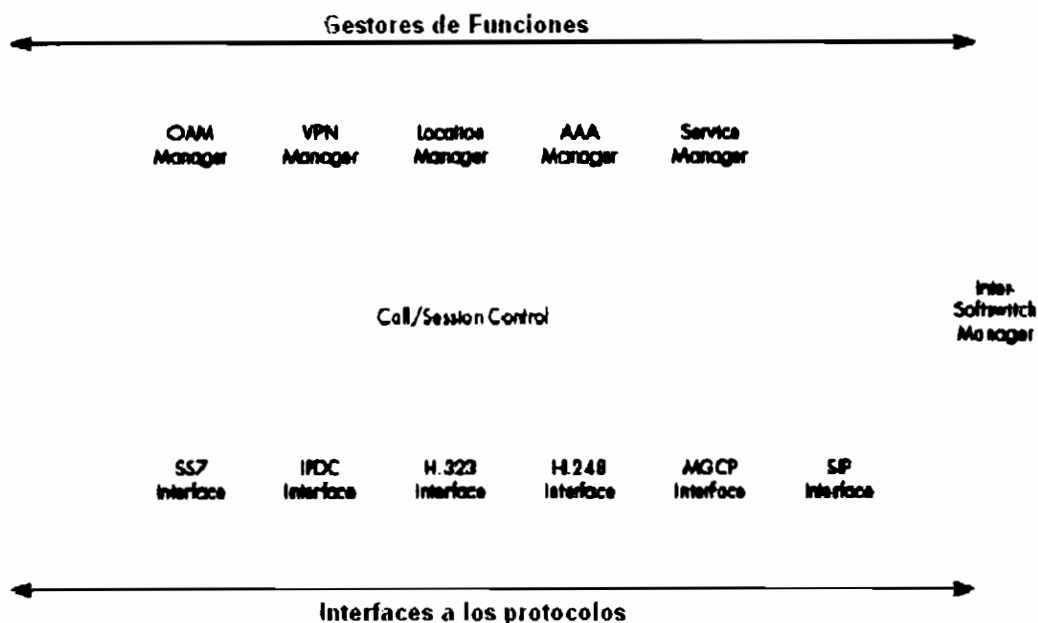 Gestores de Funciones
OAM Manager
VPN Manager
Location Manager
AAA Manager
Service Manager
Call/Session Control
Inter-
Softswitch
Manager
SS7 Interface
IPDC Interface
H.323 Interface
H.248 Interface
MGCP Interface
SIP Interface
Interfaces a los protocolos